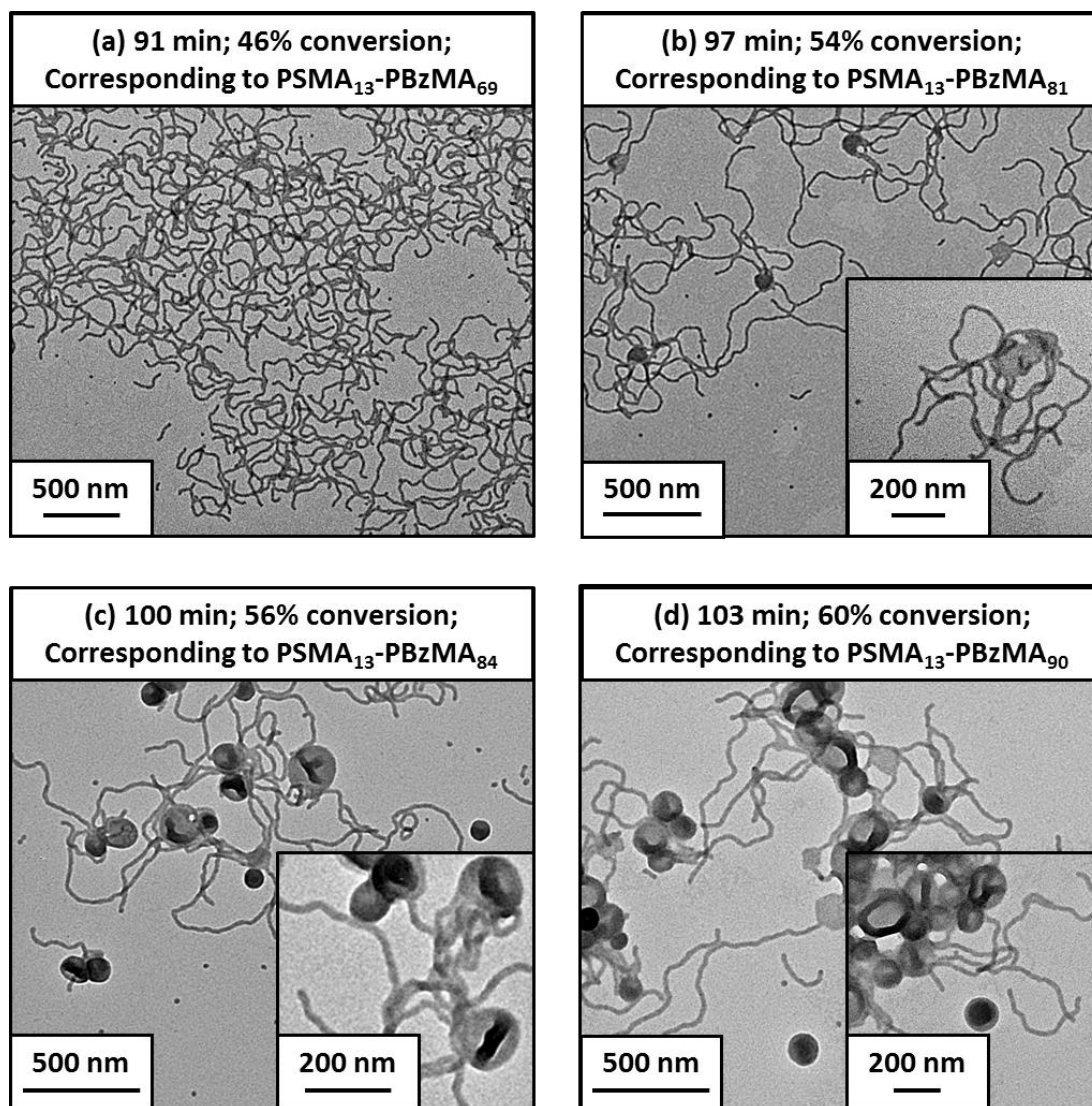 (a) 91 min; 46% conversion;
Corresponding to PSMA₁₃-PBzMA₆₉
500 nm
(b) 97 min; 54% conversion;
Corresponding to PSMA₁₃-PBzMA₈₁
500 nm
200 nm
(c) 100 min; 56% conversion;
Corresponding to PSMA₁₃-PBzMA₈₄
500 nm
200 nm
(d) 103 min; 60% conversion;
Corresponding to PSMA₁₃-PBzMA₉₀
500 nm
200 nm